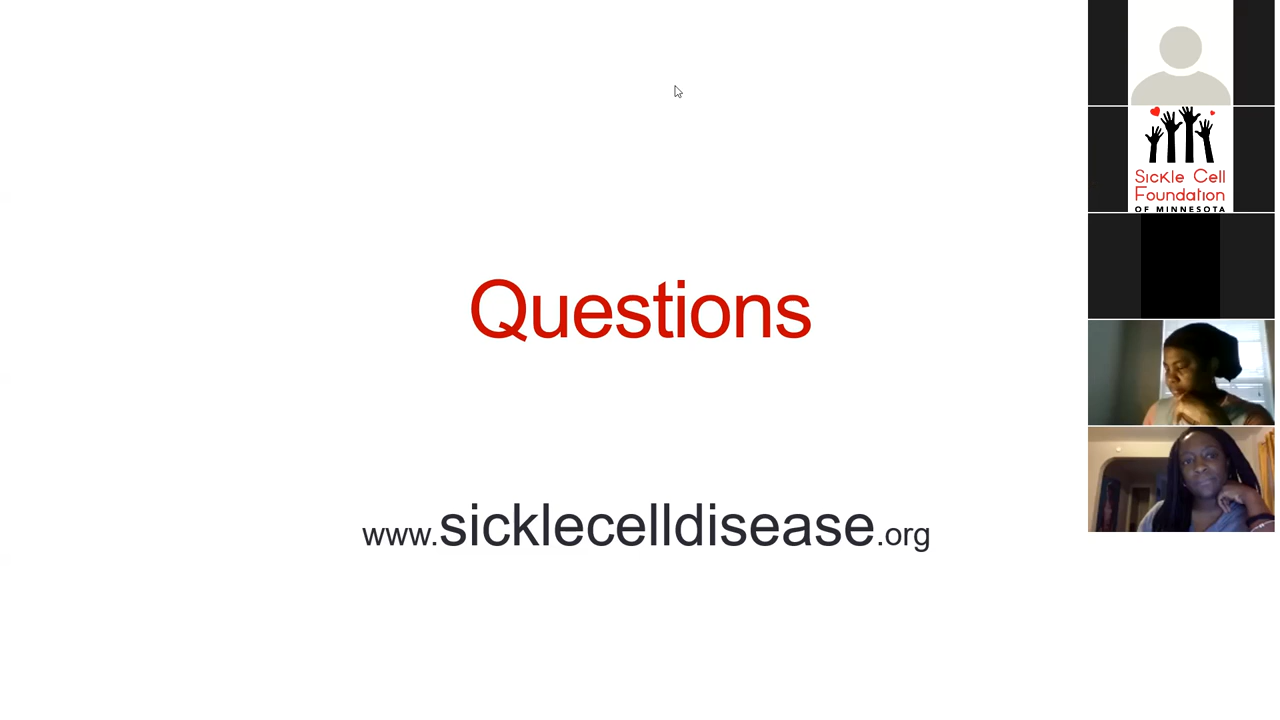 Questions
www.sicklecelldisease.org
Sickle Cell
Foundation
OF MINNESOTA